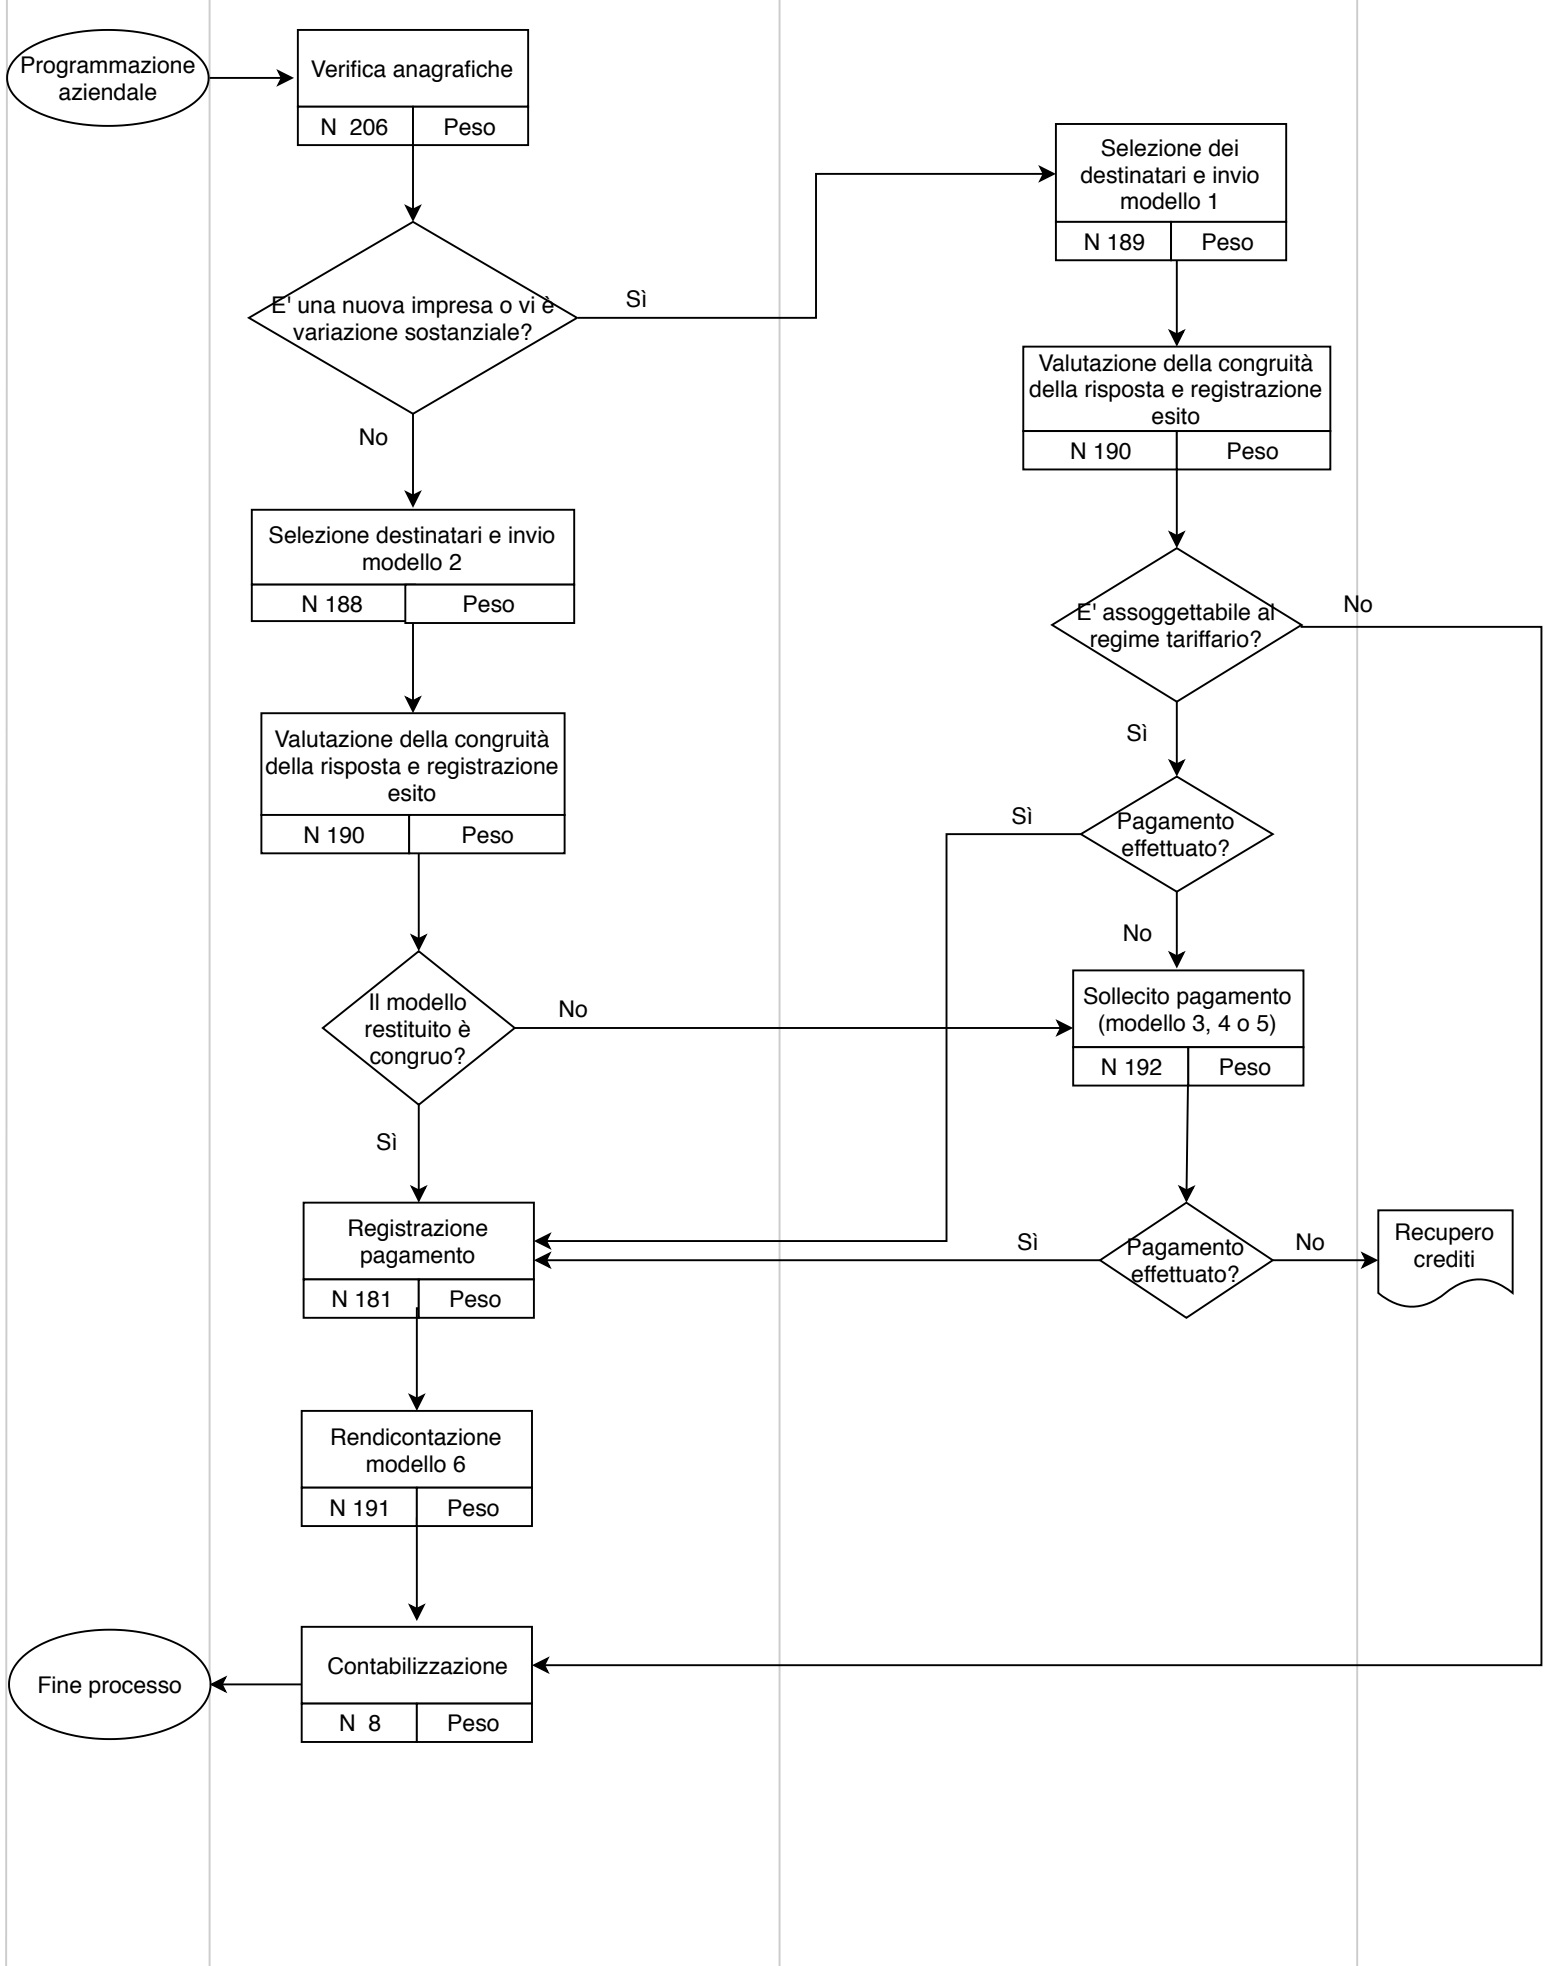 Programmazione
aziendale
Verifica anagrafiche
N  206
Peso
E' una nuova impresa o vi è
variazione sostanziale?
Sì
No
Selezione dei
destinatari e invio
modello 1
N 189
Peso
Valutazione della congruità
della risposta e registrazione
esito
N 190
Peso
Selezione destinatari e invio
modello 2
N 188
Peso
E' assoggettabile al
regime tariffario?
No
Sì
Valutazione della congruità
della risposta e registrazione
esito
N 190
Peso
Pagamento
effettuato?
Sì
No
Il modello
restituito è
congruo?
No
Sì
Sollecito pagamento
(modello 3, 4 o 5)
N 192
Peso
Registrazione
pagamento
N 181
Peso
Sì
Pagamento
effettuato?
No
Recupero
crediti
Rendicontazione
modello 6
N 191
Peso
Contabilizzazione
N  8
Peso
Fine processo